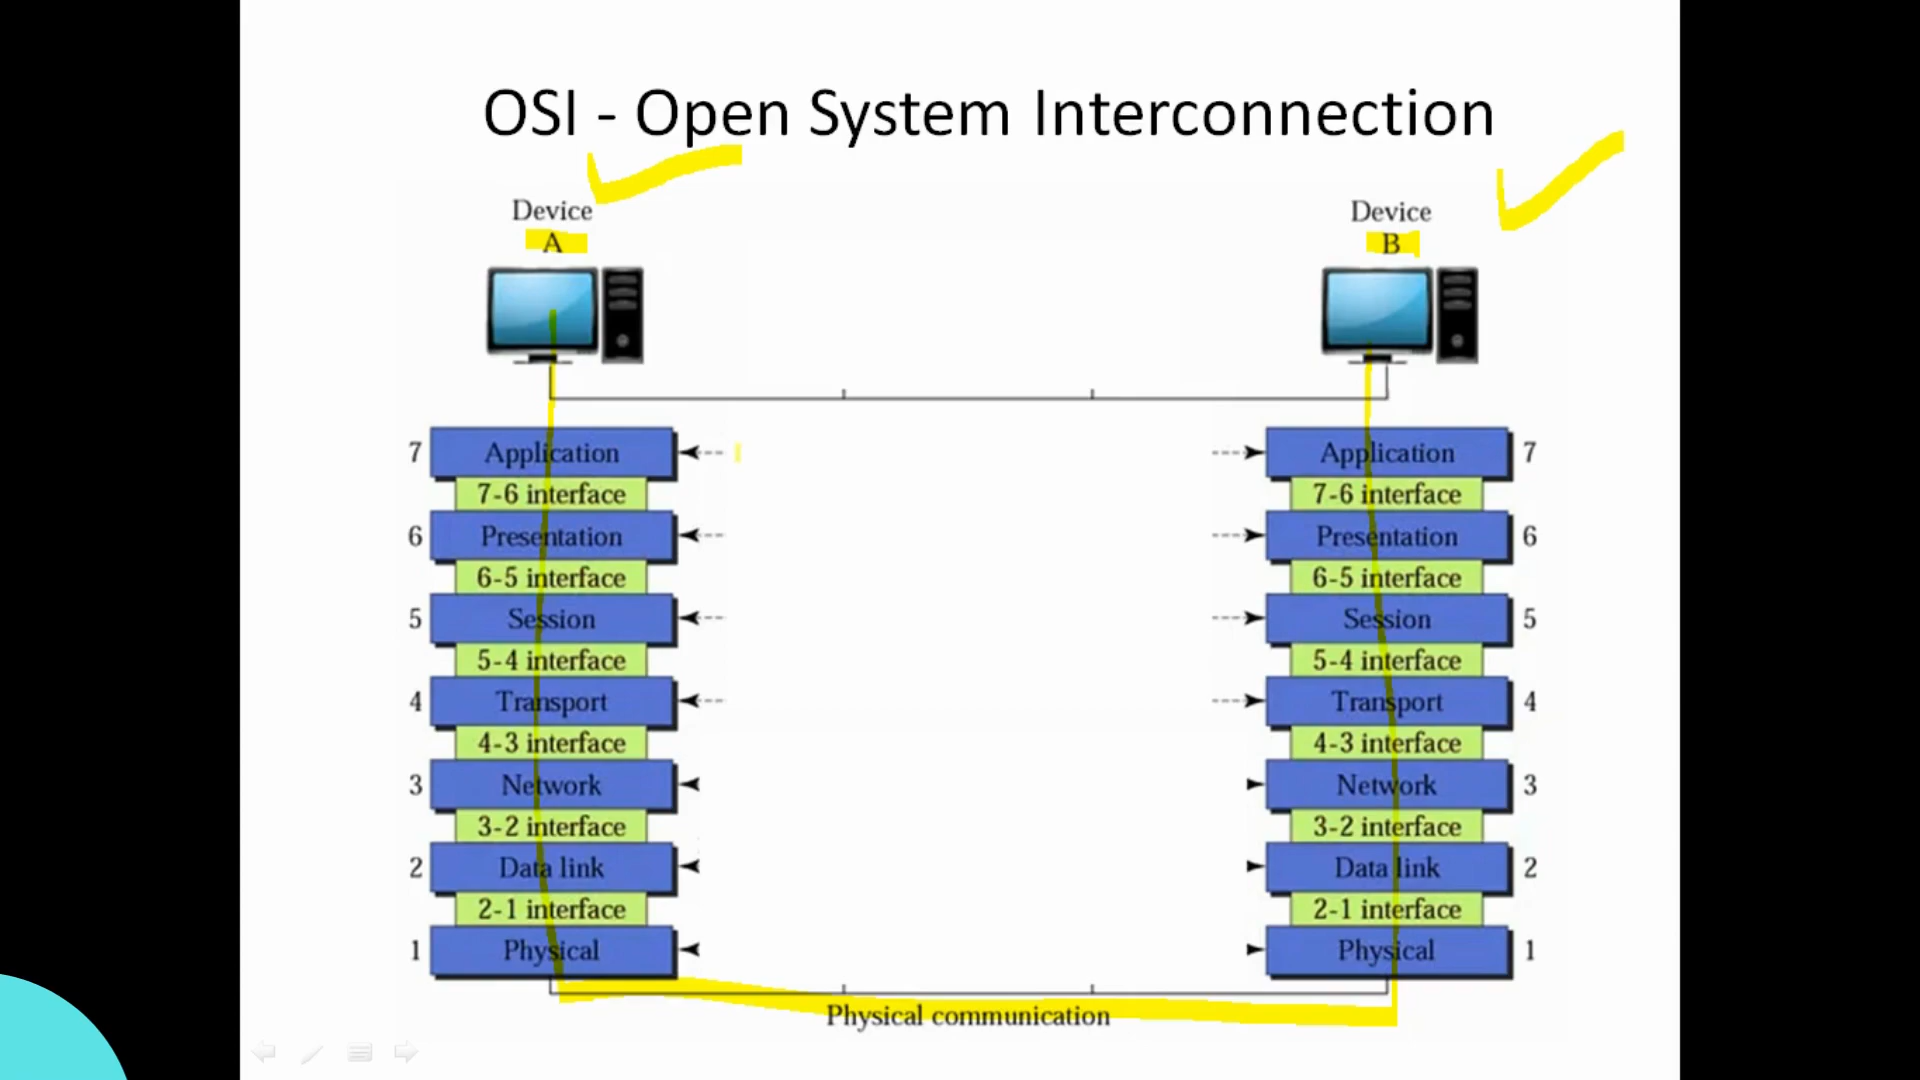 OSI - Open System Interconnection
Device
A
Device
B
7 Application
7-6 interface
6 Presentation
6-5 interface
5 Session
5-4 interface
4 Transport
4-3 interface
3 Network
3-2 interface
2 Data link
2-1 interface
1 Physical
Application 7
7-6 interface
Presentation 6
6-5 interface
Session 5
5-4 interface
Transport 4
4-3 interface
Network 3
3-2 interface
Data link 2
2-1 interface
Physical 1
Physical communication